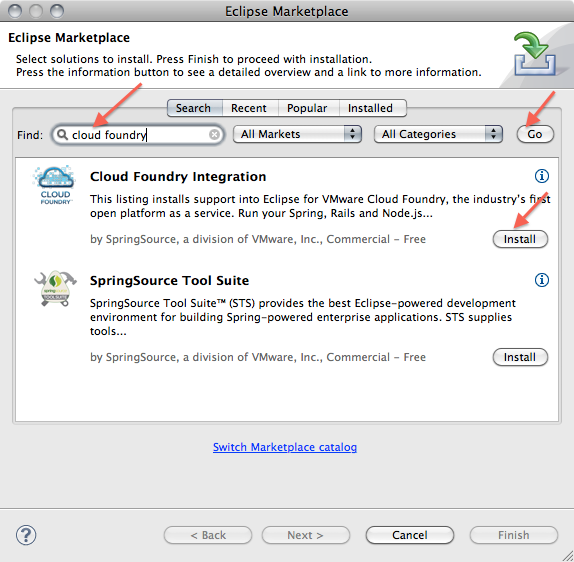 Eclipse Marketplace
Eclipse Marketplace
Select solutions to install. Press Finish to proceed with installation.
Press the information button to see a detailed overview and a link to more information.
Search Recent Popular Installed
Find: cloud foundry All Markets All Categories Go
CLOUD
FOUNDRY™
Cloud Foundry Integration
This listing installs support into Eclipse for VMware Cloud Foundry, the industry's first
open platform as a service. Run your Spring, Rails and Node.js...
by SpringSource, a division of VMware, Inc., Commercial - Free Install
spring
TOOL SUITE
SpringSource Tool Suite
SpringSource Tool Suite™ (STS) provides the best Eclipse-powered development
environment for building Spring-powered enterprise applications. STS supplies
tools...
by SpringSource, a division of VMware, Inc., Commercial - Free Install
Switch Marketplace catalog
? < Back Next > Cancel Finish